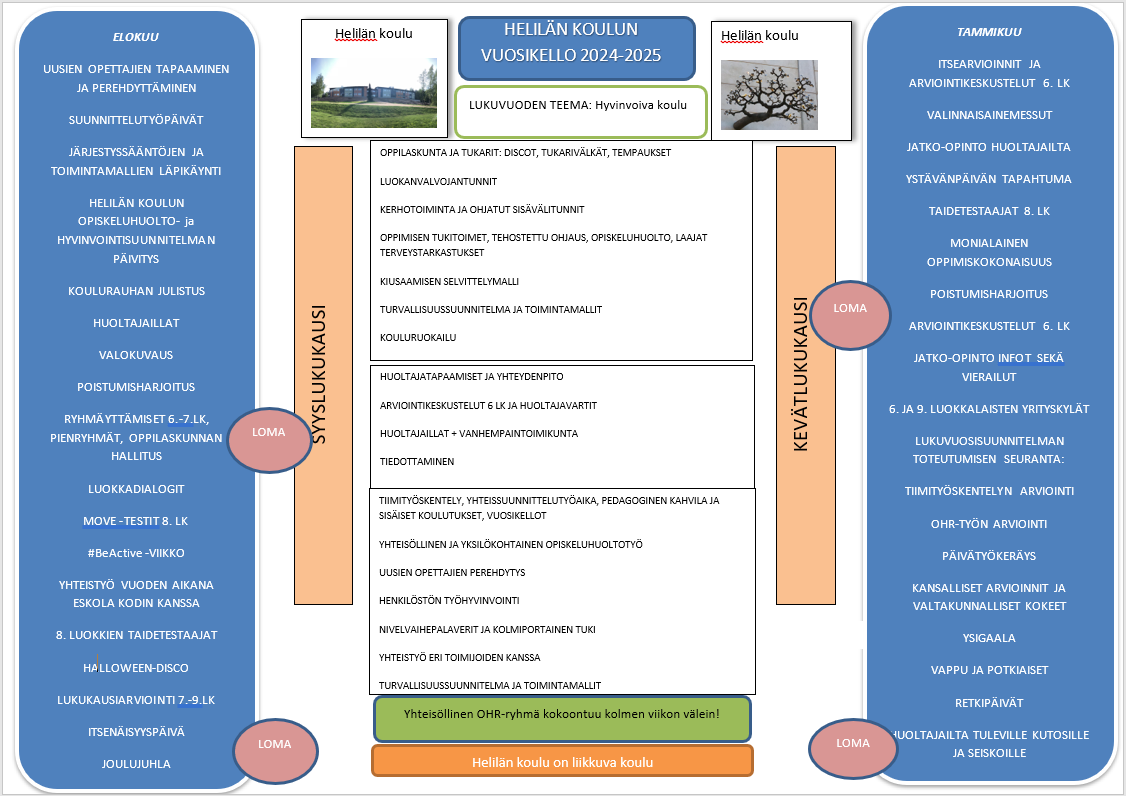 ELOKUU
UUSIEN OPETTAJIEN TAPAAMINEN
JA PEREHDYTTÄMINEN
SUUNNITTELUTYÖPÄIVÄT
JÄRJESTYSSÄÄNTÖJEN JA
TOIMINTAMALLIEN LÄPIKÄYNTI
HELILÄN KOULUN
OPISKELUHUOLTO- ja
HYVINVOINTISUUNNITELMAN
PÄIVITYS
KOULURAUHAN JULISTUS
HUOLTAJAILLAT
VALOKUVAUS
POISTUMISHARJOITUS
RYHMÄYTTÄMISET 6.-7.LK,
PIENRYHMÄT, OPPILASKUNNAN
HALLITUS
LUOKKADIALOGIT
MOVE -TESTIT 8. LK
#BeActive -VIIKKO
YHTEISTYÖ VUODEN AIKANA
ESKOLA KODIN KANSSA
8. LUOKKIEN TAIDETESTAAJAT
HALLOWEEN-DISCO
LUKUKAUSIARVIOINTI 7.-9.LK
ITSENÄISYYSPÄIVÄ
JOULUJUHLA
LOMA
LOMA
SYYSLUKUKAUSI
Helilän koulu
HELILÄN KOULUN
VUOSIKELLO 2024-2025
LUKUVUODEN TEEMA: Hyvinvoiva koulu
Helilän koulu
OPPILASKUNTA JA TUKARIT: DISCOT, TUKARIVÄLKÄT, TEMPAUKSET
LUOKANVALVOJANTUNNIT
KERHOTOIMINTA JA OHJATUT SISÄVÄLITUNNIT
OPPIMISEN TUKITOIMET, TEHOSTETTU OHJAUS, OPISKELUHUOLTO, LAAJAT
TERVEYSTARKASTUKSET
KIUSAAMISEN SELVITTELYMALLI
TURVALLISUUSSUUNNITELMA JA TOIMINTAMALLIT
KOULURUOKAILU
HUOLTAJATAPAAMISET JA YHTEYDENPITO
ARVIOINTIKESKUSTELUT 6 LK JA HUOLTAJAVARTIT
HUOLTAJAILLAT + VANHEMPAINTOIMIKUNTA
TIEDOTTAMINEN
TIIMITYÖSKENTELY, YHTEISSUUNNITTELUTYÖAIKA, PEDAGOGINEN KAHVILA JA
SISÄISET KOULUTUKSET, VUOSIKELLOT
YHTEISÖLLINEN JA YKSILÖKOHTAINEN OPISKELUHUOLTOTYÖ
UUSIEN OPETTAJIEN PEREHDYTYS
HENKILÖSTÖN TYÖHYVINVOINTI
NIVELVAIHEPALAVERIT JA KOLMIPORTAINEN TUKI
YHTEISTYÖ ERI TOIMIJOIDEN KANSSA
TURVALLISUUSSUUNNITELMA JA TOIMINTAMALLIT
Yhteisöllinen OHR-ryhmä kokoontuu kolmen viikon välein!
Helilän koulu on liikkuva koulu
KEVÄTLUKUKAUSI
LOMA
LOMA
TAMMIKUU
ITSEARVIOINNIT JA
ARVIOINTIKESKUSTELUT 6. LK
VALINNAISAINEMESSUT
JATKO-OPINTO HUOLTAJAILTA
YSTÄVÄNPÄIVÄN TAPAHTUMA
TAIDETESTAAJAT 8. LK
MONIALAINEN
OPPIMISKOKONAISUUS
POISTUMISHARJOITUS
ARVIOINTIKESKUSTELUT 6. LK
JATKO-OPINTO INFOT SEKÄ
VIERAILUT
6. JA 9. LUOKKALAISTEN YRITYSKYLÄT
LUKUVUOSISUUNNITELMAN
TOTEUTUMISEN SEURANTA:
TIIMITYÖSKENTELYN ARVIOINTI
OHR-TYÖN ARVIOINTI
PÄIVÄTYÖKERÄYS
KANSALLISET ARVIOINNIT JA
VALTAKUNNALLISET KOKEET
YSIGAALA
VAPPU JA POTKIAISET
RETKIPÄIVÄT
HUOLTAJAILTA TULEVILLE KUTOSILLE
JA SEISKOILLE